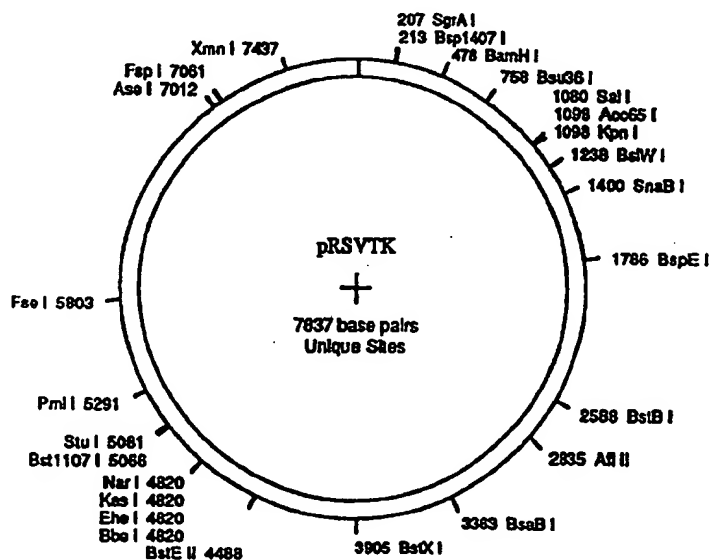 207 SgrA I
213 Bsp1407 I
478 BamH I
758 Bsu36 I
1080 Sal I
1098 Acc65 I
1098 Kpn I
1238 BsiW I
1400 SnaB I
1786 BspE I
2588 BstB I
2835 Afl II
3363 BsaB I
3905 BstX I
BstE II 4488
Bbe I 4820
Ehe I 4820
Kas I 4820
Nar I 4820
Bst1107 I 5066
Stu I 5081
Pml I 5291
Fse I 5803
Ase I 7012
Fsp I 7061
Xmn I 7437
pRSVTK
7837 base pairs
Unique Sites